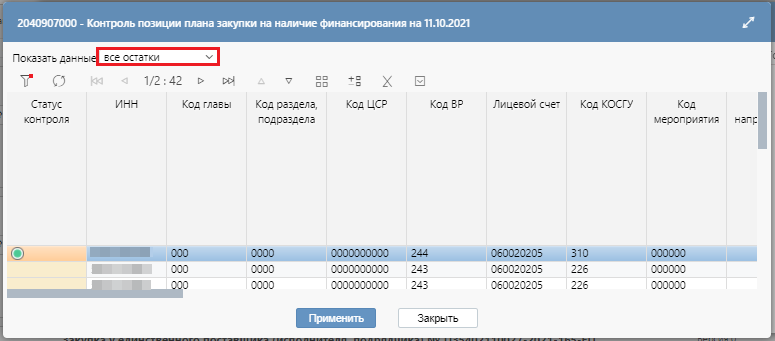 2040907000 - Контроль позиции плана закупки на наличие финансирования на 11.10.2021
Показать данные все остатки
1/2 : 42
Статус контроля ИНН Код главы Код раздела, подраздела Код ЦСР Код ВР Лицевой счет Код КОСГУ Код мероприятия напр
000 0000 0000000000 244 060020205 310 000000
000 0000 0000000000 243 060020205 226 000000
000 0000 0000000000 243 060020205 226 000000
Применить Закрыть